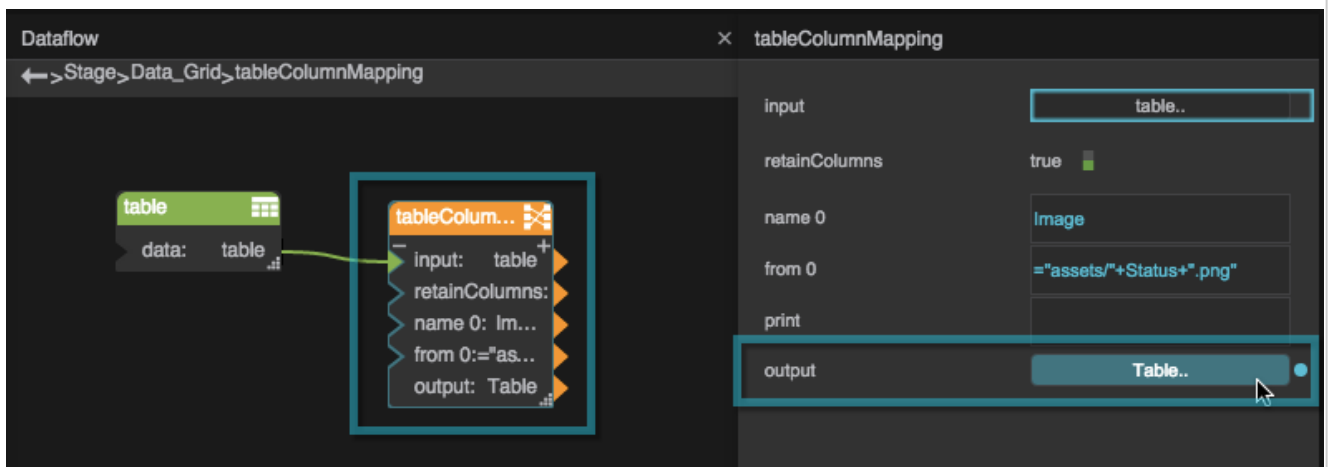 Dataflow
×
←>Stage>Data_Grid>tableColumnMapping
table
data: table
tableColum...
− +
input: table
retainColumns:
name 0: Im...
from 0:="as...
output: Table
tableColumnMapping
input table..
retainColumns true
name 0 Image
from 0 ="assets/"+Status+".png"
print
output Table..